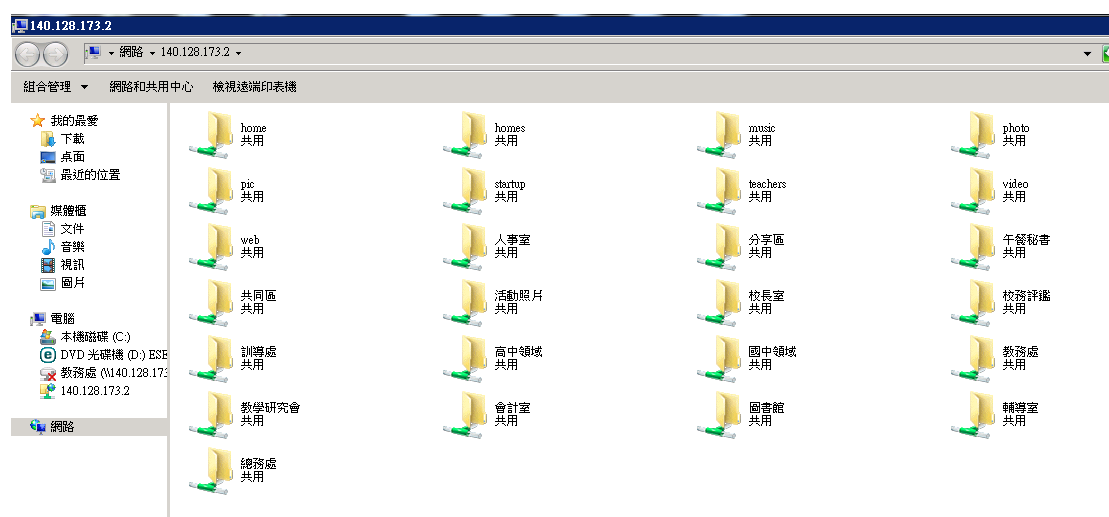 140.128.173.2
網路 140.128.173.2
組合管理 網路和共用中心 檢視遠端印表機
我的最愛
下載
桌面
最近的位置
媒體櫃
文件
音樂
視訊
圖片
電腦
本機磁碟 (C:)
DVD 光碟機 (D:) ESE
教務處 (\\140.128.173
140.128.173.2
網路
home
共用
homes
共用
music
共用
photo
共用
pic
共用
startup
共用
teachers
共用
video
共用
web
共用
人事室
共用
分享區
共用
午餐秘書
共用
共同區
共用
活動照片
共用
校長室
共用
校務評鑑
共用
訓導處
共用
高中領域
共用
國中領域
共用
教務處
共用
教學研究會
共用
會計室
共用
圖書館
共用
輔導室
共用
總務處
共用